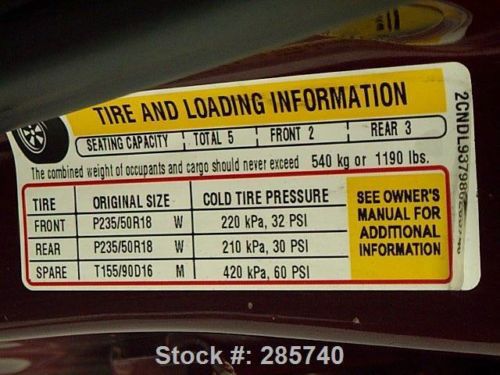 TIRE AND LOADING INFORMATION
SEATING CAPACITY TOTAL 5 FRONT 2 REAR 3
The combined weight of occupants and cargo should never exceed 540 kg or 1190 lbs.
TIRE ORIGINAL SIZE COLD TIRE PRESSURE
FRONT P235/50R18 W 220 kPa, 32 PSI
REAR P235/50R18 W 210 kPa, 30 PSI
SPARE T155/90D16 M 420 kPa, 60 PSI
SEE OWNER'S
MANUAL FOR
ADDITIONAL
INFORMATION
Stock #: 285740